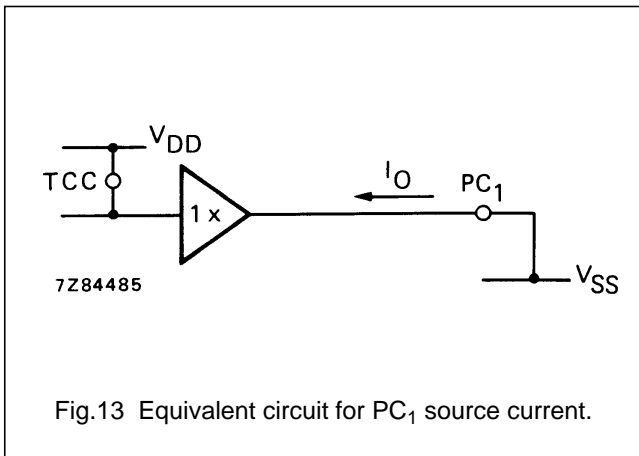 V_DD
TCC
I_O
PC_1
1 x
7Z84485
V_SS
Fig.13 Equivalent circuit for PC_1 source current.